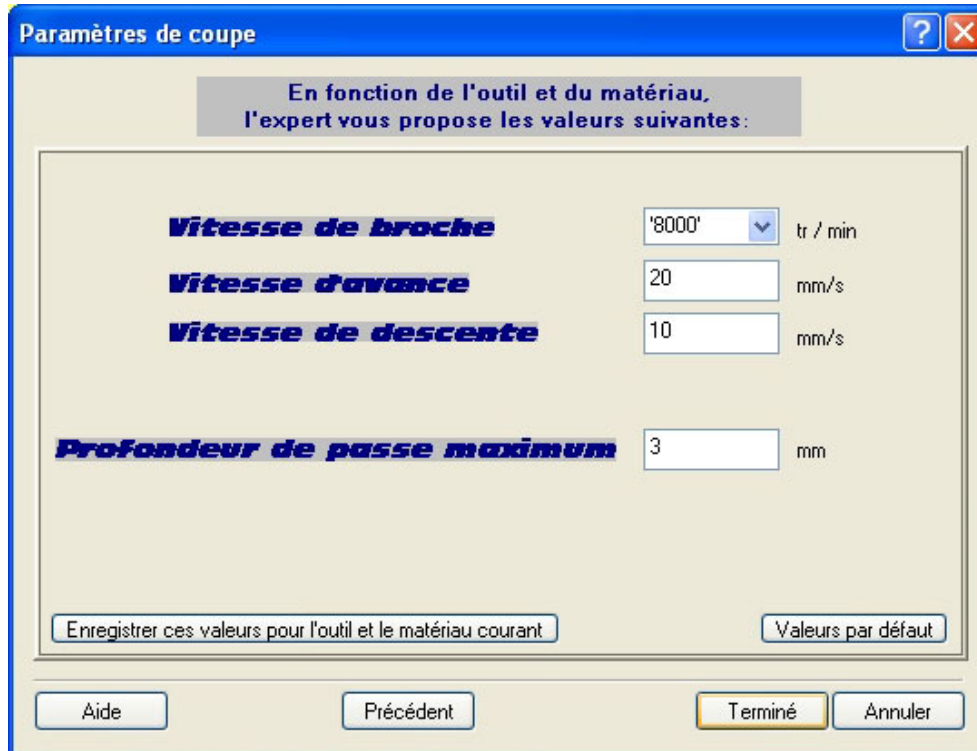 Paramètres de coupe
En fonction de l'outil et du matériau,
l'expert vous propose les valeurs suivantes:
Vitesse de broche '8000' tr / min
Vitesse d'avance 20 mm/s
Vitesse de descente 10 mm/s
Profondeur de passe maximum 3 mm
Enregistrer ces valeurs pour l'outil et le matériau courant Valeurs par défaut
Aide Précédent Terminé Annuler